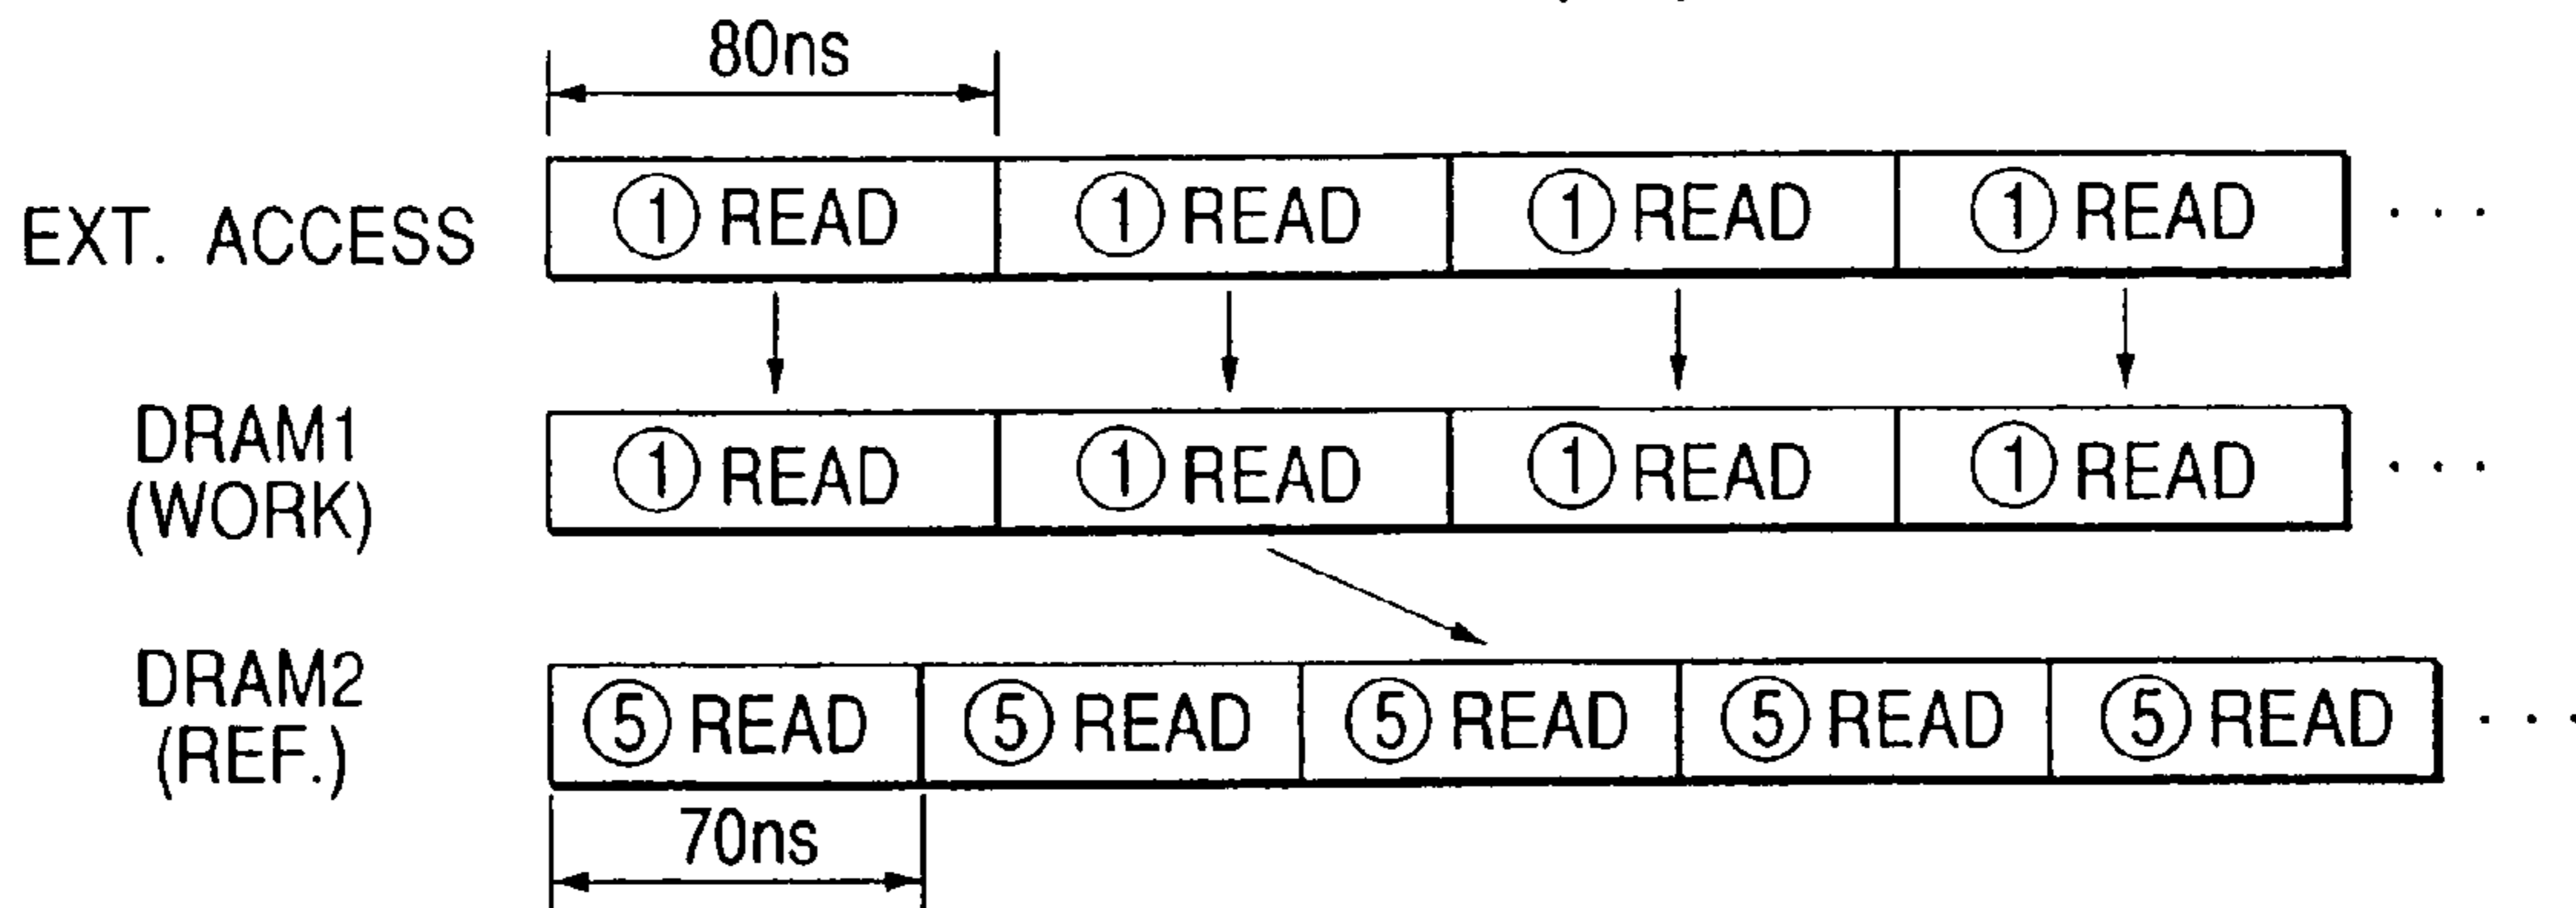 80ns
EXT. ACCESS ① READ ① READ ① READ ① READ ...
DRAM1
(WORK)
① READ ① READ ① READ ① READ ...
DRAM2
(REF.)
⑤ READ ⑤ READ ⑤ READ ⑤ READ ⑤ READ ...
70ns